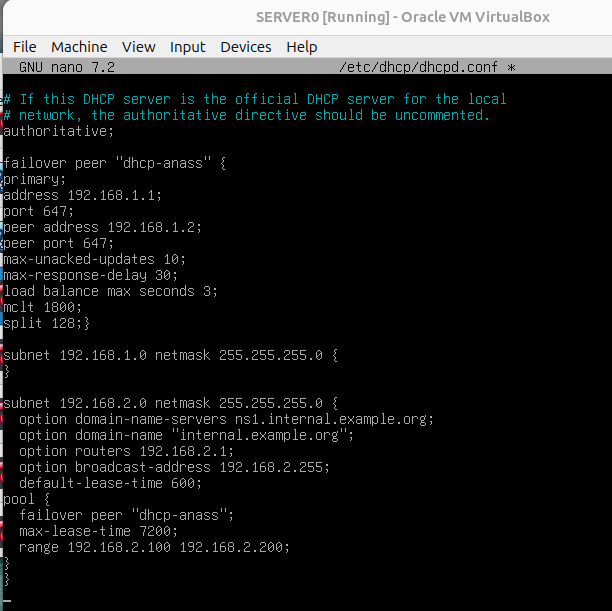 SERVER0 [Running] - Oracle VM VirtualBox
File Machine View Input Devices Help
GNU nano 7.2 /etc/dhcp/dhcpd.conf *
# If this DHCP server is the official DHCP server for the local
# network, the authoritative directive should be uncommented.
authoritative;
failover peer "dhcp-anass" {
primary;
address 192.168.1.1;
port 647;
peer address 192.168.1.2;
peer port 647;
max-unacked-updates 10;
max-response-delay 30;
load balance max seconds 3;
mclt 1800;
split 128;}
subnet 192.168.1.0 netmask 255.255.255.0 {
}
subnet 192.168.2.0 netmask 255.255.255.0 {
option domain-name-servers ns1.internal.example.org;
option domain-name "internal.example.org";
option routers 192.168.2.1;
option broadcast-address 192.168.2.255;
default-lease-time 600;
pool {
failover peer "dhcp-anass";
max-lease-time 7200;
range 192.168.2.100 192.168.2.200;
}
}